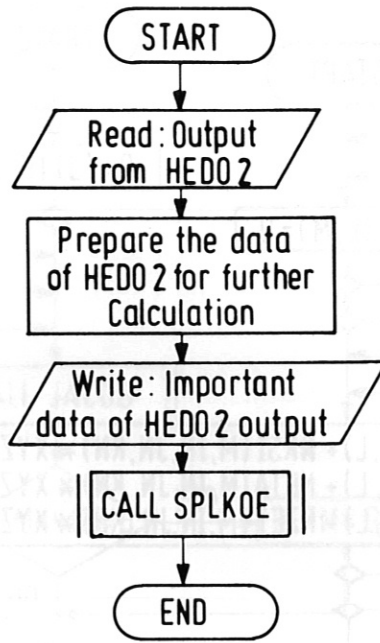 START
Read: Output
from HEDO 2
Prepare the data
of HEDO 2 for further
Calculation
Write: Important
data of HEDO 2 output
CALL SPLKOE
END